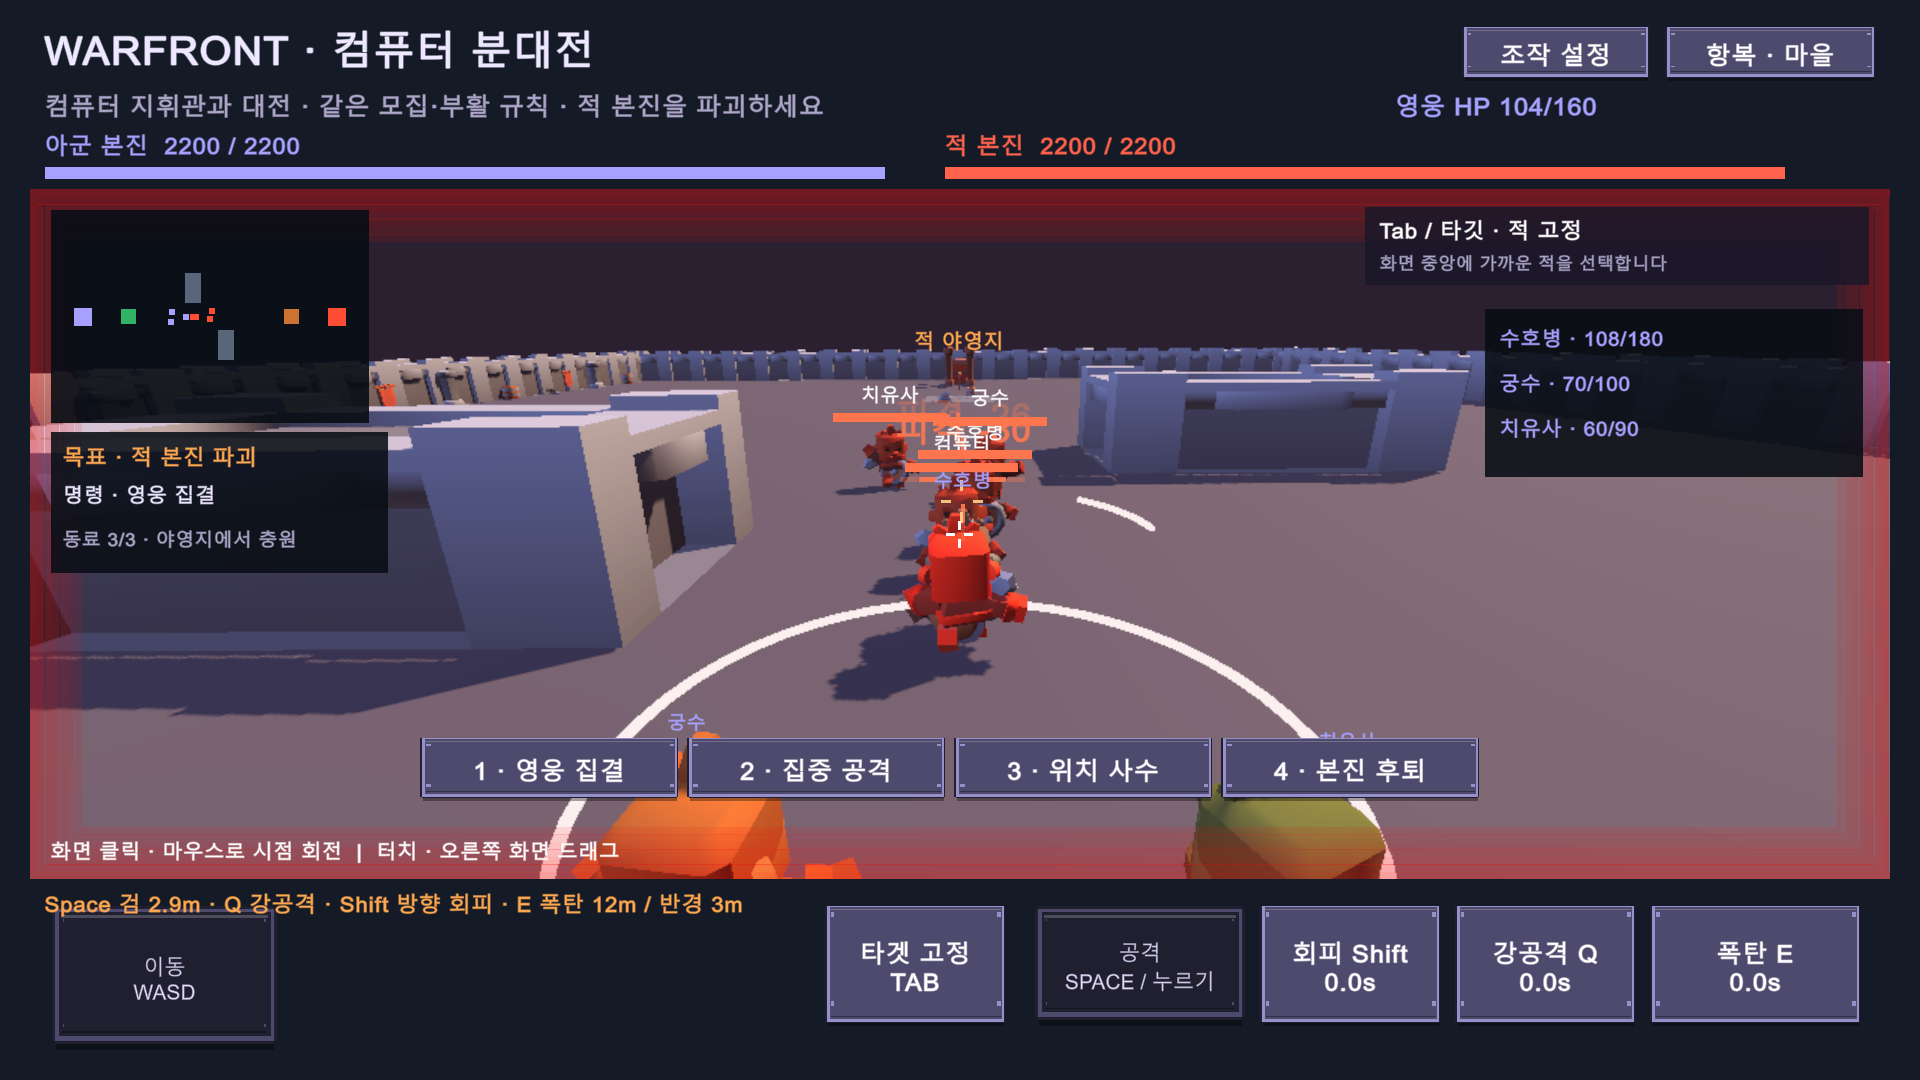 WARFRONT · 컴퓨터 분대전
조작 설정
항복 · 마을
컴퓨터 지휘관과 대전 · 같은 모집·부활 규칙 · 적 본진을 파괴하세요
영웅 HP 104/160
아군 본진 2200 / 2200
적 본진 2200 / 2200
Tab / 타깃 · 적 고정
화면 중앙에 가까운 적을 선택합니다
수호병 · 108/180
궁수 · 70/100
치유사 · 60/90
적 야영지
치유사
궁수
수호병
컴퓨터
수호병
목표 · 적 본진 파괴
명령 · 영웅 집결
동료 3/3 · 야영지에서 충원
궁수
1 · 영웅 집결
2 · 집중 공격
3 · 위치 사수
4 · 본진 후퇴
화면 클릭 · 마우스로 시점 회전 | 터치 · 오른쪽 화면 드래그
Space 검 2.9m · Q 강공격 · Shift 방향 회피 · E 폭탄 12m / 반경 3m
이동
WASD
타겟 고정
TAB
공격
SPACE / 누르기
회피 Shift
0.0s
강공격 Q
0.0s
폭탄 E
0.0s